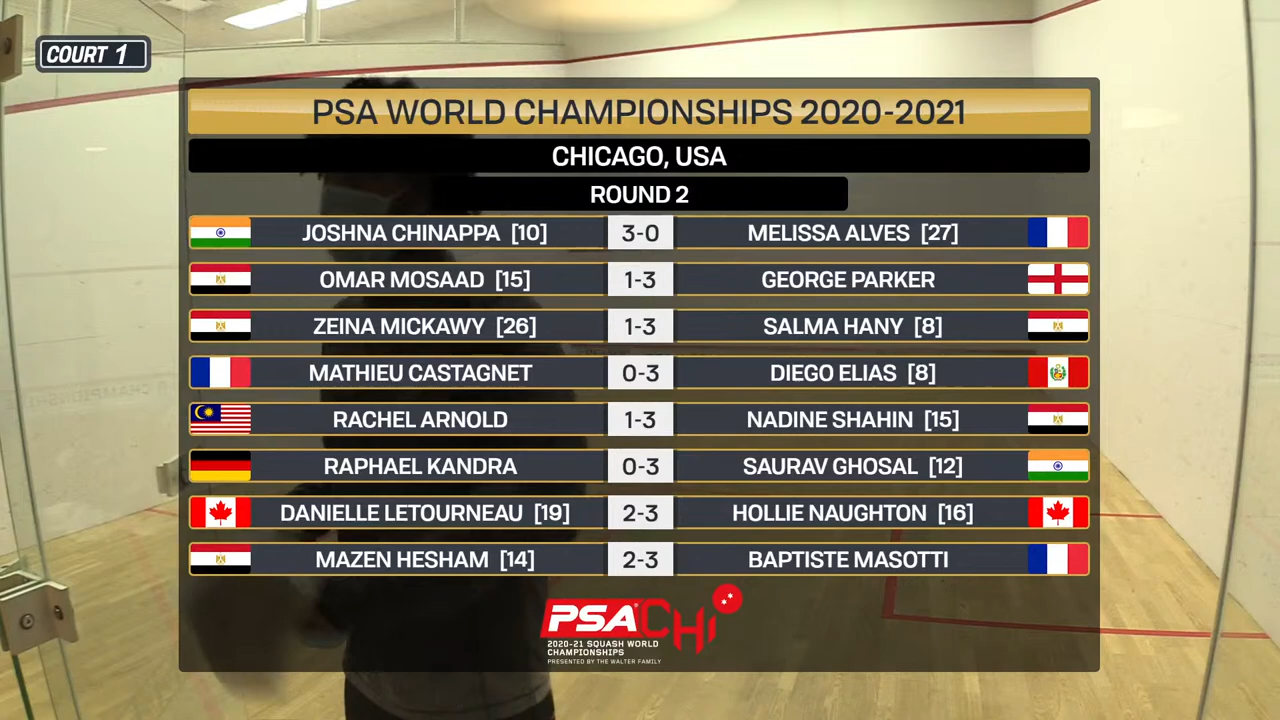 COURT 1
PSA WORLD CHAMPIONSHIPS 2020-2021
CHICAGO, USA
ROUND 2
JOSHNA CHINAPPA [10] 3-0 MELISSA ALVES [27]
OMAR MOSAAD [15] 1-3 GEORGE PARKER
ZEINA MICKAWY [26] 1-3 SALMA HANY [8]
MATHIEU CASTAGNET 0-3 DIEGO ELIAS [8]
RACHEL ARNOLD 1-3 NADINE SHAHIN [15]
RAPHAEL KANDRA 0-3 SAURAV GHOSAL [12]
DANIELLE LETOURNEAU [19] 2-3 HOLLIE NAUGHTON [16]
MAZEN HESHAM [14] 2-3 BAPTISTE MASOTTI
PSA CHI
2020-21 SQUASH WORLD
CHAMPIONSHIPS
PRESENTED BY THE WALTER FAMILY